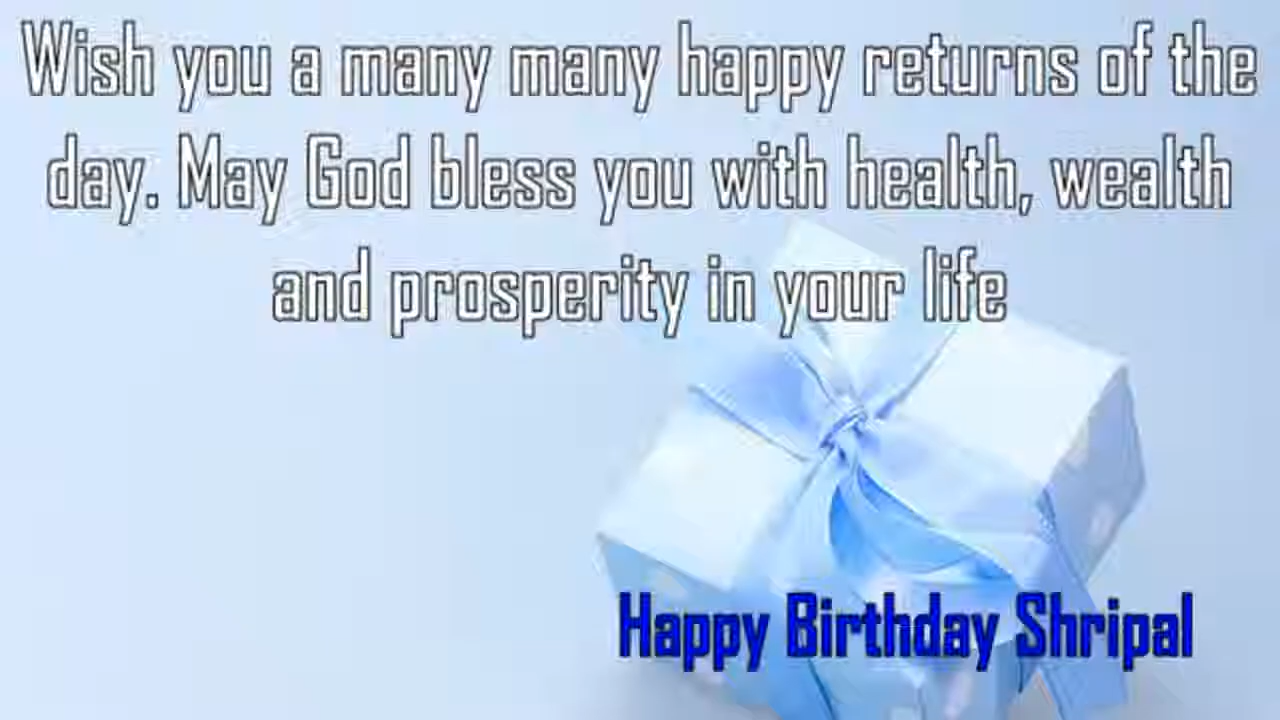 Wish you a many many happy returns of the
day. May God bless you with health, wealth
and prosperity in your life
Happy Birthday Shripal